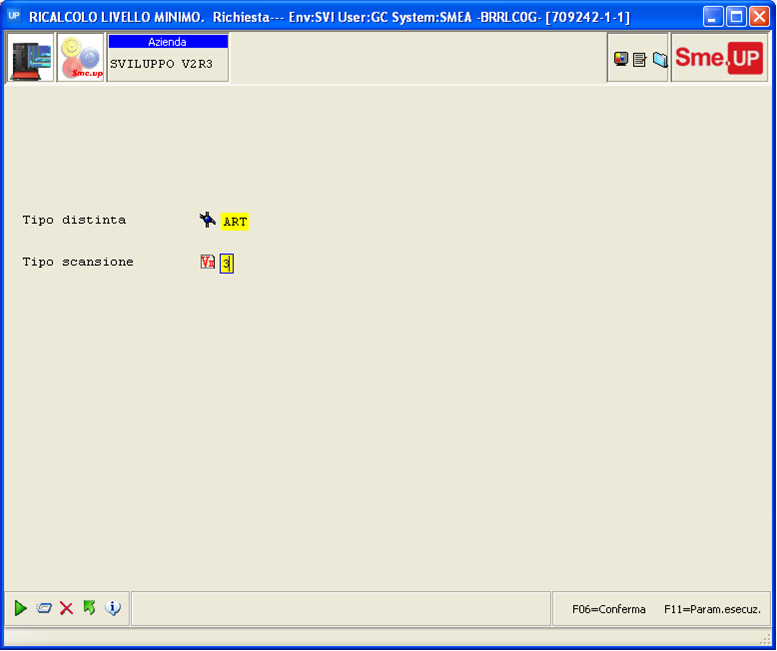 UP RICALCOLO LIVELLO MINIMO. Richiesta--- Env:SVI User:GC System:SMEA -BRRLC0G- [709242-1-1]
Azienda
Sme.up
SVILUPPO V2R3
Sme.UP
Tipo distinta ART
Tipo scansione 3
F06=Conferma F11=Param.esecuz.